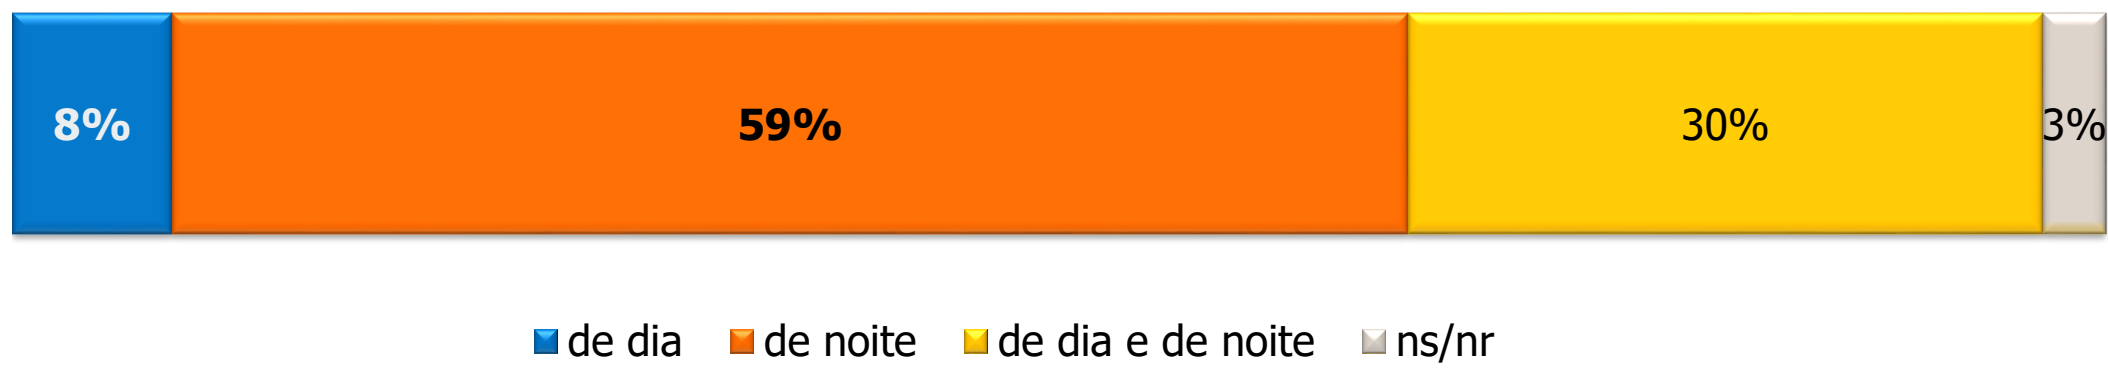 8% 59% 30% 3%
de dia de noite de dia e de noite ns/nr